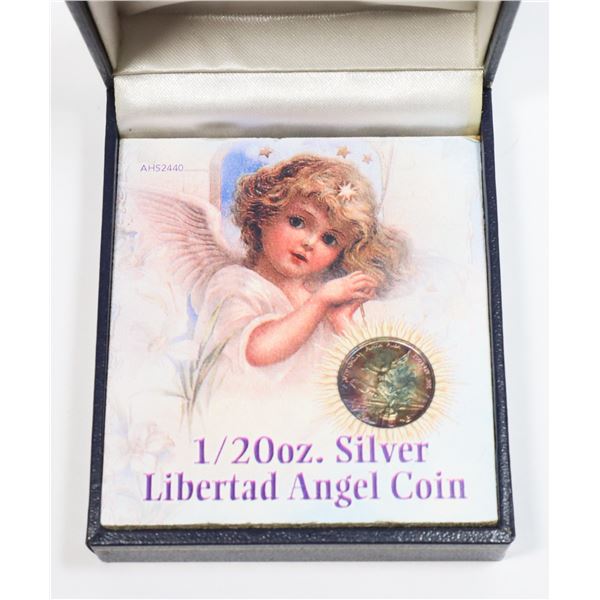 AHS2440
1/20oz. Silver
Libertad Angel Coin